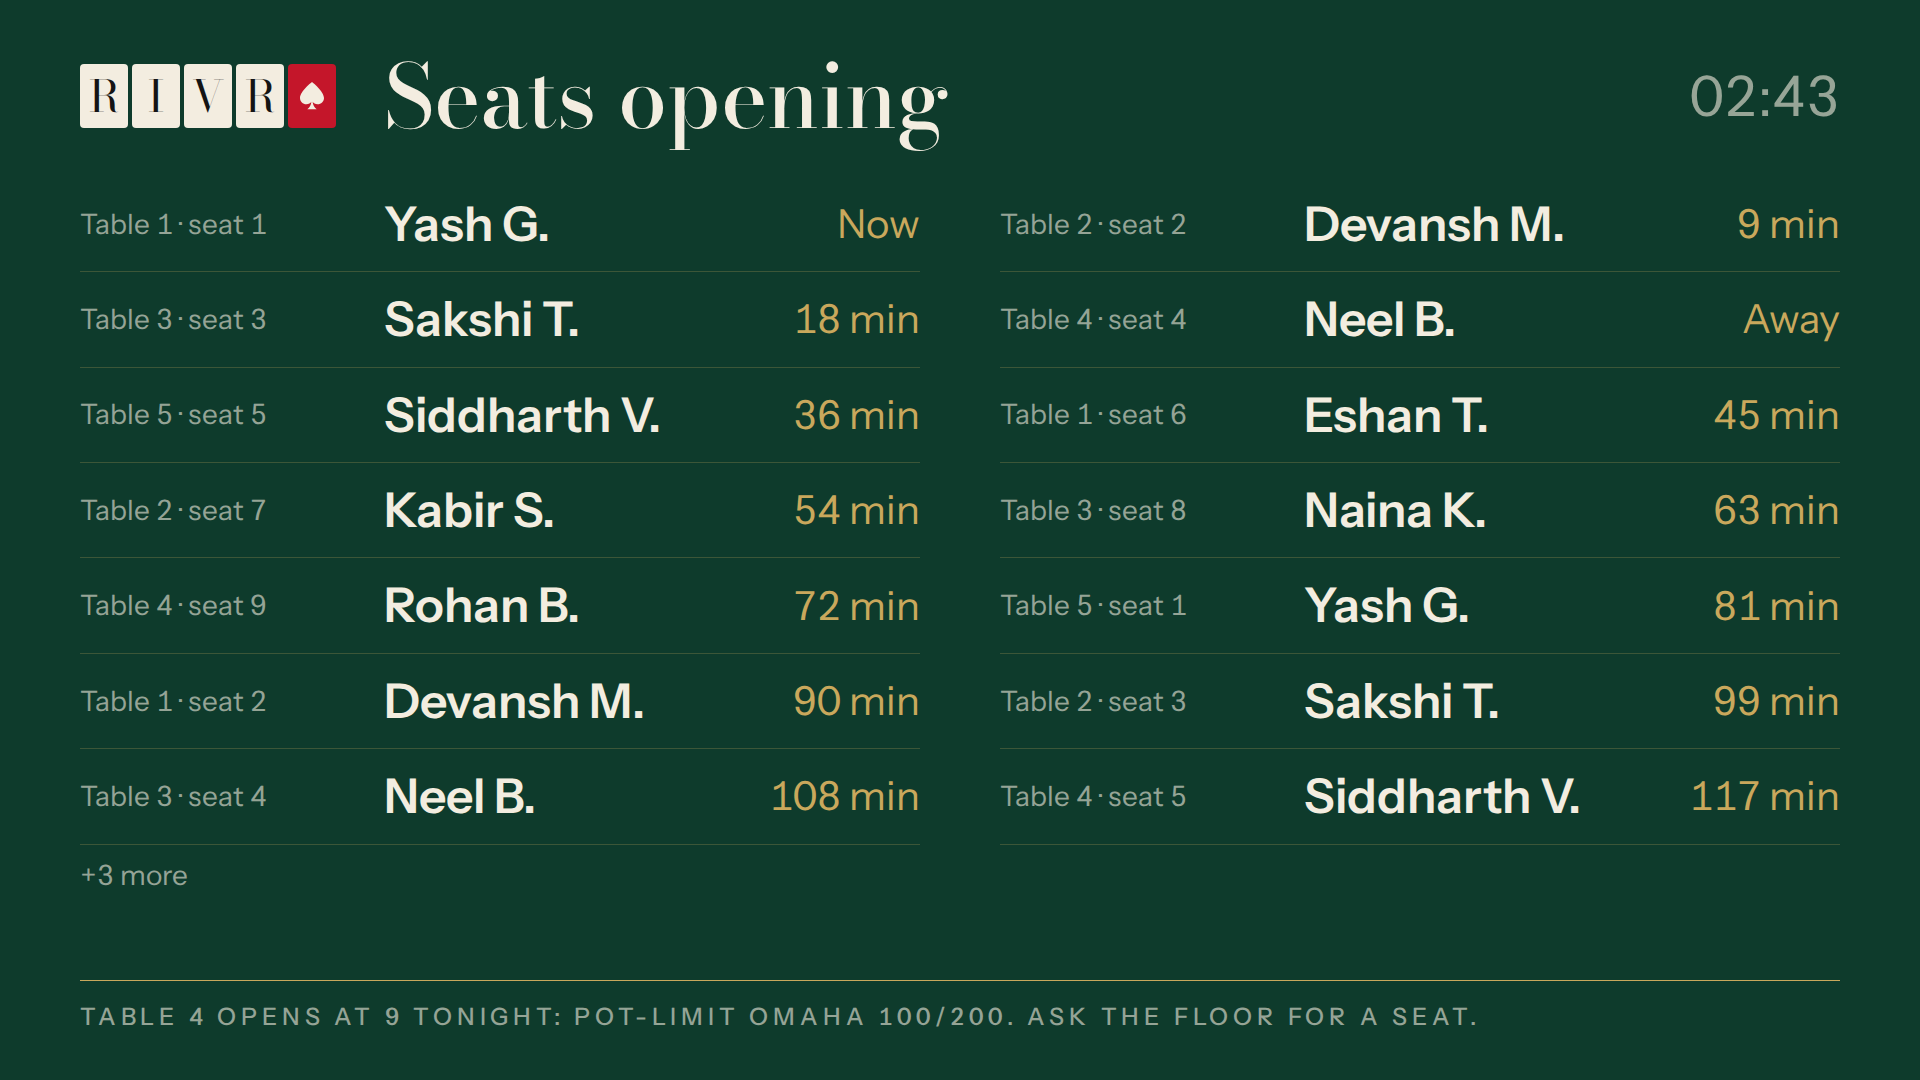 RIVR Seats opening 02:43
Table 1 · seat 1 Yash G. Now
Table 2 · seat 2 Devansh M. 9 min
Table 3 · seat 3 Sakshi T. 18 min
Table 4 · seat 4 Neel B. Away
Table 5 · seat 5 Siddharth V. 36 min
Table 1 · seat 6 Eshan T. 45 min
Table 2 · seat 7 Kabir S. 54 min
Table 3 · seat 8 Naina K. 63 min
Table 4 · seat 9 Rohan B. 72 min
Table 5 · seat 1 Yash G. 81 min
Table 1 · seat 2 Devansh M. 90 min
Table 2 · seat 3 Sakshi T. 99 min
Table 3 · seat 4 Neel B. 108 min
Table 4 · seat 5 Siddharth V. 117 min
+3 more
TABLE 4 OPENS AT 9 TONIGHT: POT-LIMIT OMAHA 100/200. ASK THE FLOOR FOR A SEAT.